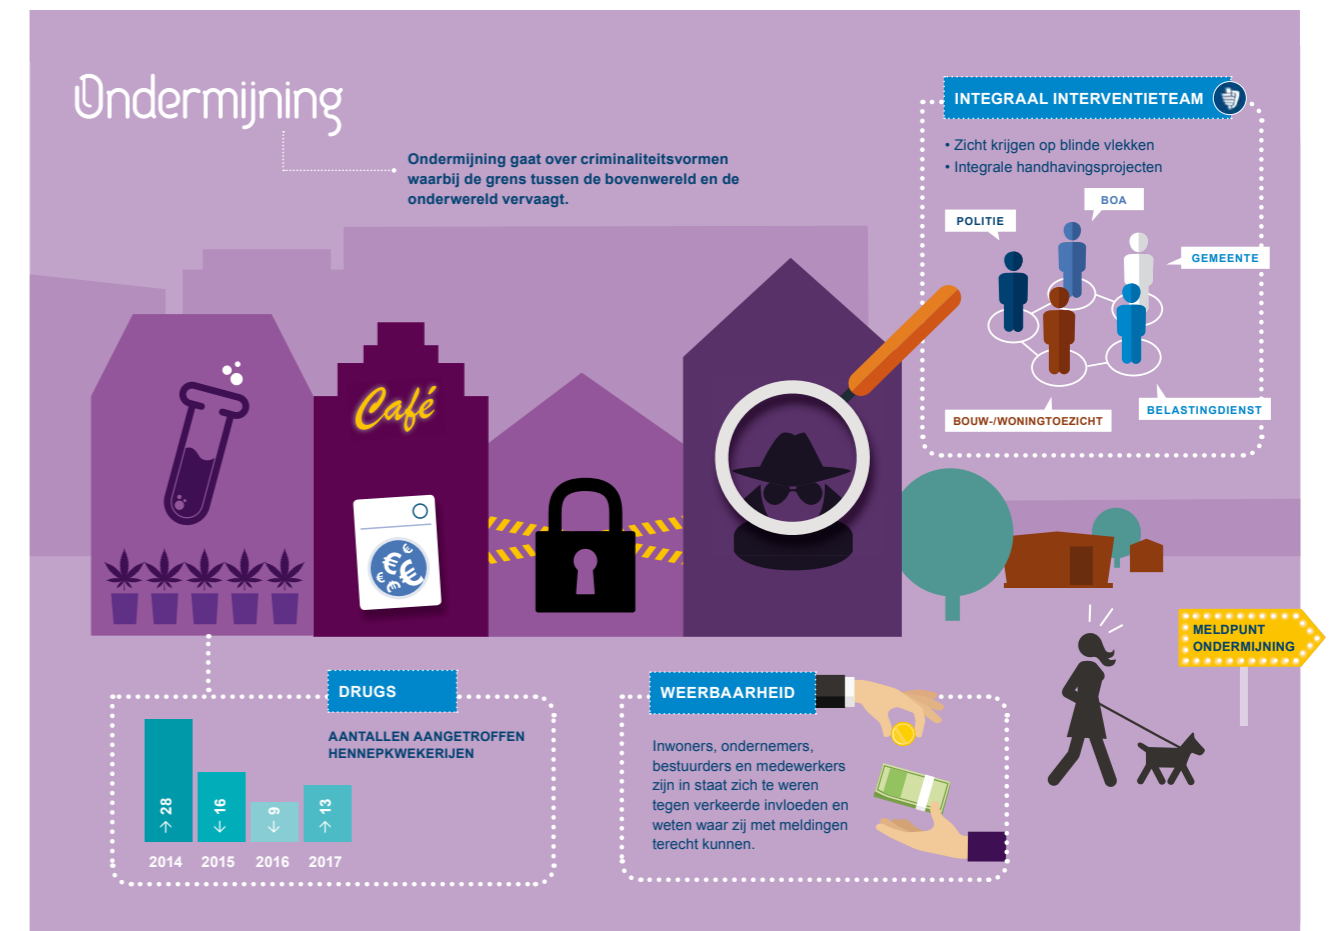 Ondermijning
Ondermijning gaat over criminaliteitsvormen
waarbij de grens tussen de bovenwereld en de
onderwereld vervaagt.
INTEGRAAL INTERVENTIETEAM
• Zicht krijgen op blinde vlekken
• Integrale handhavingsprojecten
BOA
POLITIE
GEMEENTE
BELASTINGDIENST
BOUW-/WONINGTOEZICHT
Café
€ € € € €
MELDPUNT
ONDERMIJNING
DRUGS
AANTALLEN AANGETROFFEN
HENNEPKWEKERIJEN
↑ 28
↓ 16
↓ 9
↑ 13
2014 2015 2016 2017
WEERBAARHEID
Inwoners, ondernemers,
bestuurders en medewerkers
zijn in staat zich te weren
tegen verkeerde invloeden en
weten waar zij met meldingen
terecht kunnen.